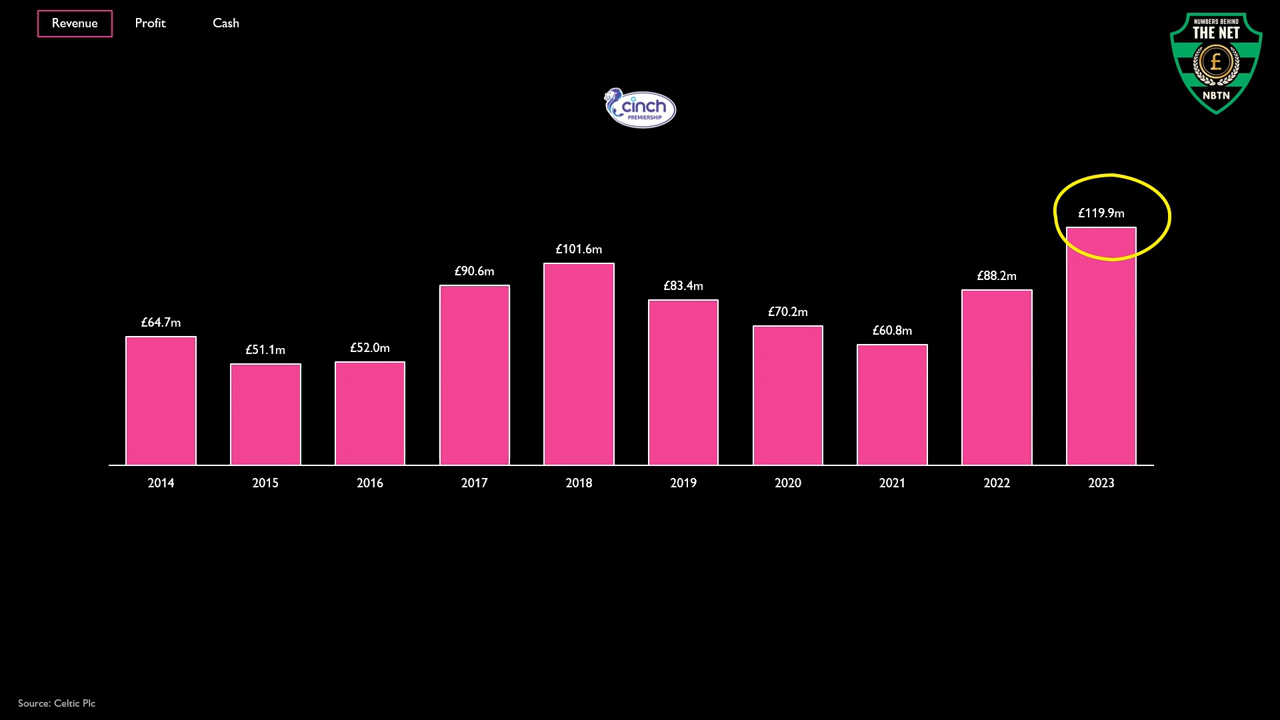 Revenue
Profit
Cash
NUMBERS BEHIND
THE NET
£
NBTN
cinch
PREMIERSHIP
£119.9m
£101.6m
£90.6m
£88.2m
£83.4m
£70.2m
£64.7m
£60.8m
£52.0m
£51.1m
2014
2015
2016
2017
2018
2019
2020
2021
2022
2023
Source: Celtic Plc